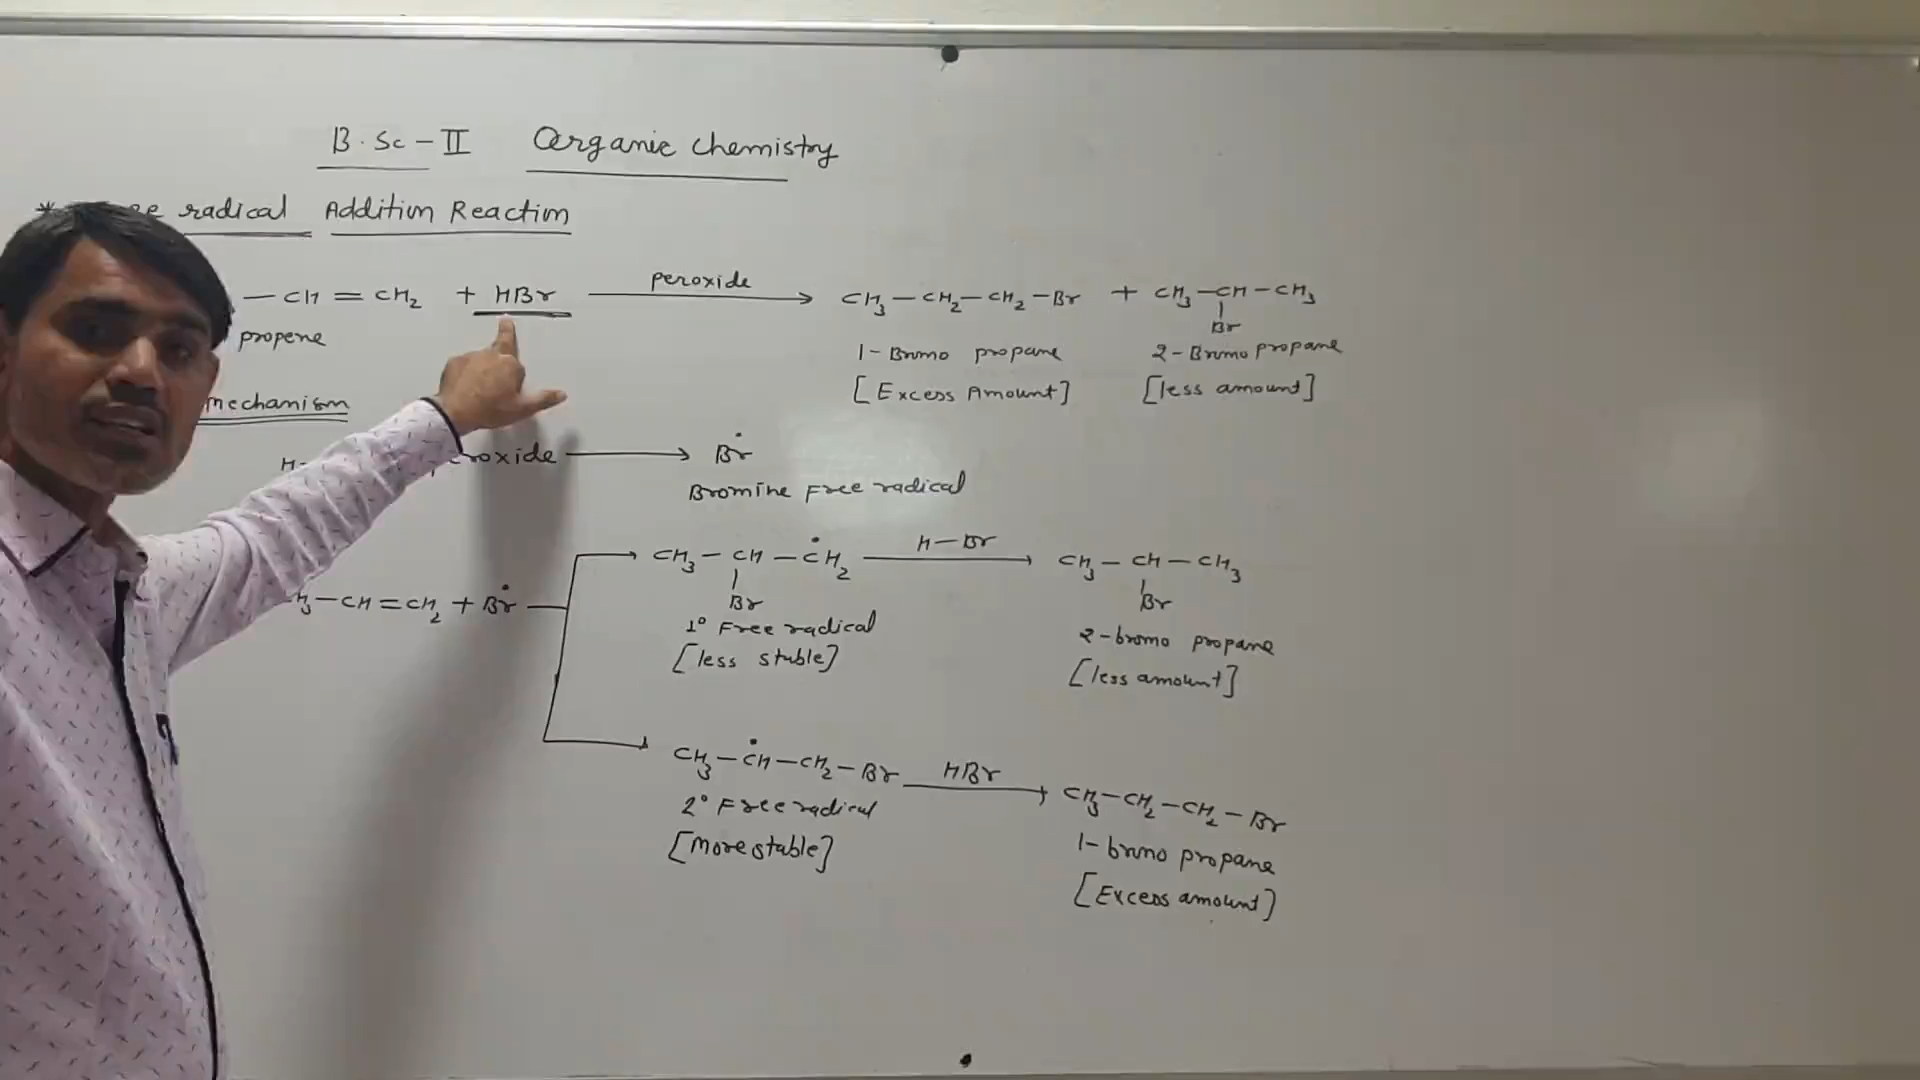 B.Sc-II Organic chemistry
radical Addition Reaction
— CH = CH2 + HBr peroxide → CH3 — CH2 — CH2 — Br + CH3 — CH — CH3
Br
propene
1- Bromo propane 2- Bromo propane
[Excess Amount] [less amount]
mechanism
Br•
Bromine Free radical
CH3 — CH — ĊH2 H—Br → CH3 — CH — CH3
Br Br
—CH=CH2 + Br•
1° Free radical 2-bromo propane
[less stable] [less amount]
CH3 — ĊH — CH2 — Br HBr → CH3 — CH2 — CH2 — Br
2° Free radical 1-bromo propane
[More stable] [Excess amount]